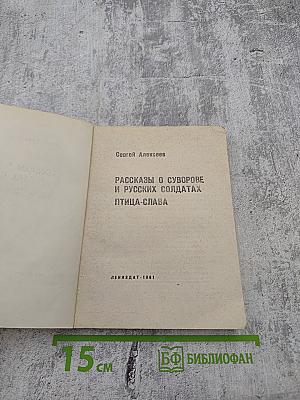 Сергей Алексеев
РАССКАЗЫ О СУВОРОВЕ
И РУССКИХ СОЛДАТАХ
ПТИЦА-СЛАВА
ЛЕНИЗДАТ·1981
15 см
БФ БИБЛИОФАН